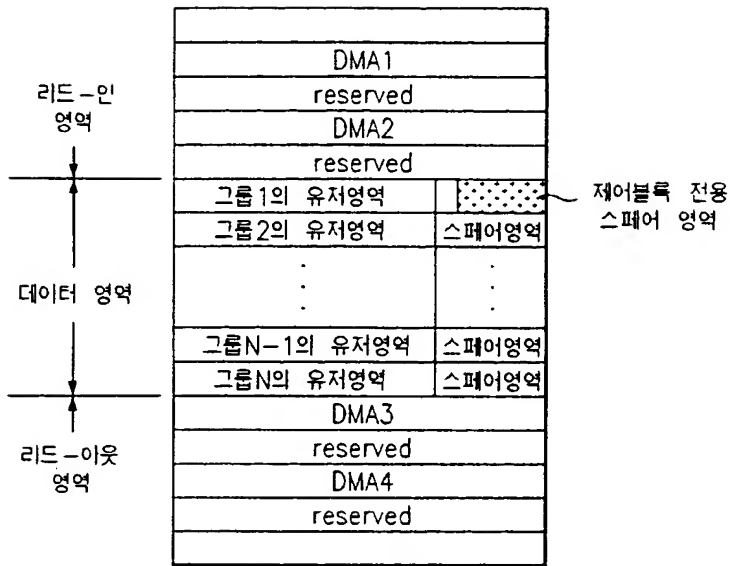 DMA1
reserved
DMA2
reserved
리드-인
영역
그룹1의 유저영역
제어블록 전용
스페어 영역
그룹2의 유저영역 스페어영역
데이터 영역
그룹N-1의 유저영역 스페어영역
그룹N의 유저영역 스페어영역
DMA3
reserved
DMA4
reserved
리드-아웃
영역